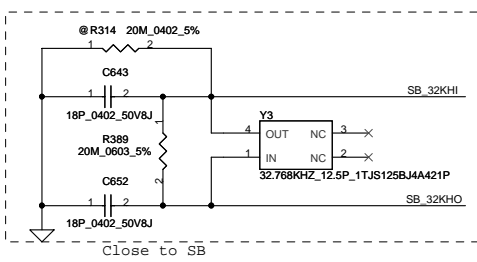 @R314 20M_0402_5%
1 2
C643
SB_32KHI
1 2
18P_0402_50V8J
Y3
1
4 OUT NC 3
R389
20M_0603_5%
1 IN NC 2
2
32.768KHZ_12.5P_1TJS125BJ4A421P
C652
SB_32KHO
1 2
18P_0402_50V8J
Close to SB